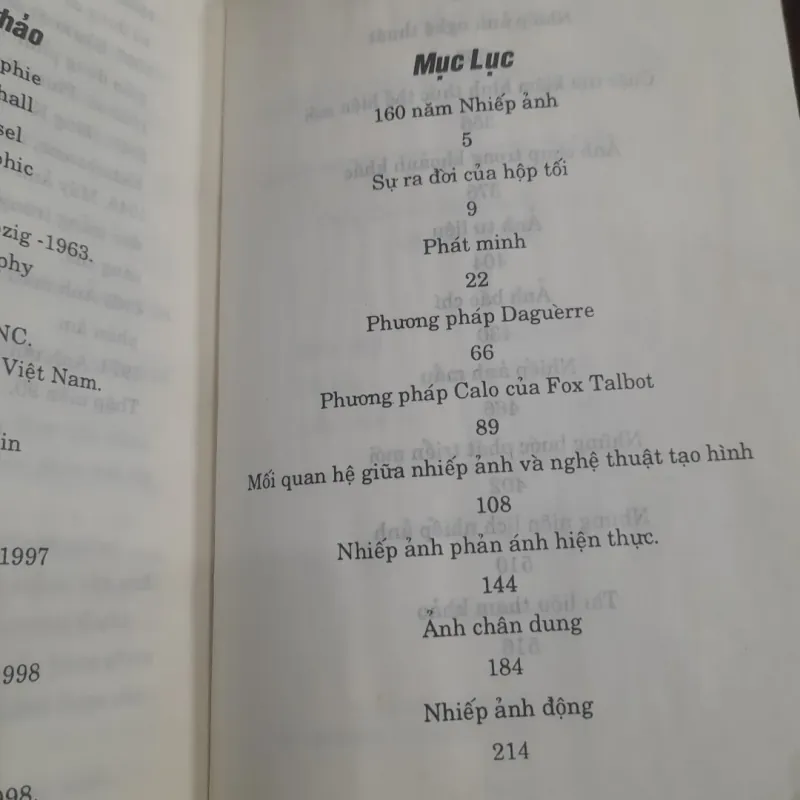 hảo
phie
hall
sel
phic
zig -1963.
phy
NC.
Việt Nam.
in
1997
1998
998.
Mục Lục
160 năm Nhiếp ảnh
5
Sự ra đời của hộp tối
9
Phát minh
22
Phương pháp Daguèrre
66
Phương pháp Calo của Fox Talbot
89
Mối quan hệ giữa nhiếp ảnh và nghệ thuật tạo hình
108
Nhiếp ảnh phản ánh hiện thực.
144
Ảnh chân dung
184
Nhiếp ảnh động
214